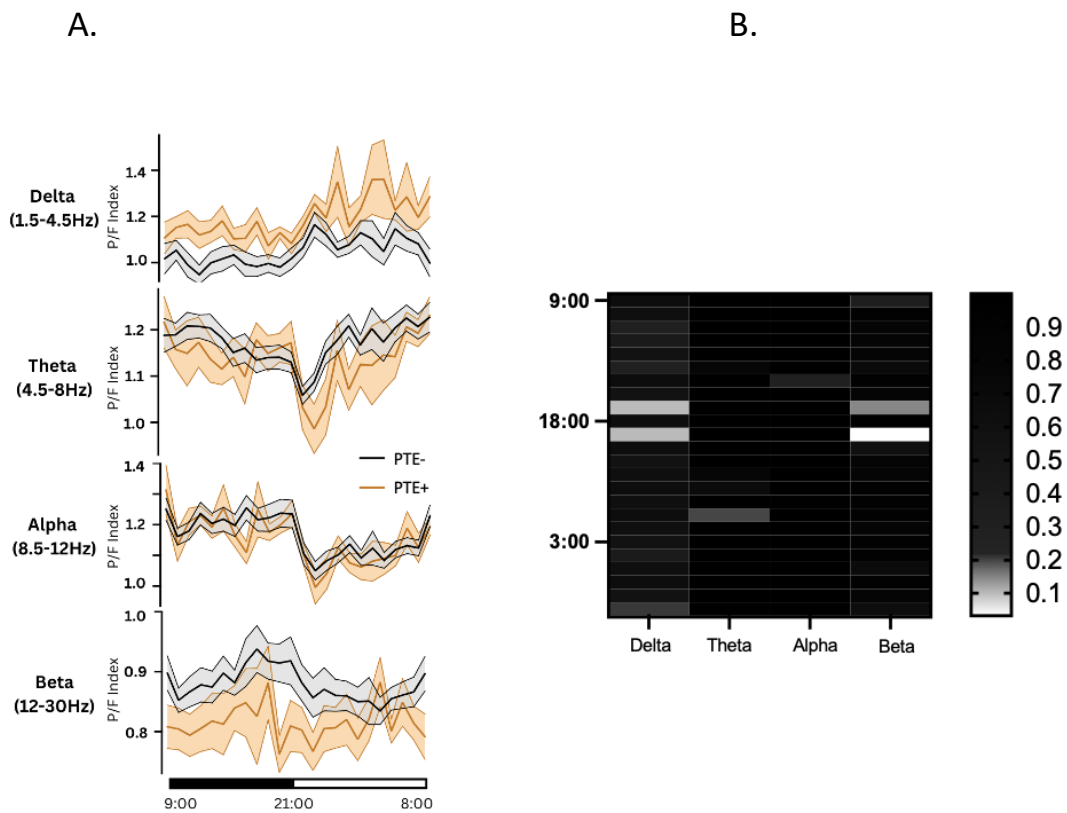 A.
B.
Delta
(1.5-4.5Hz)
P/F Index
1.4
1.2
1.0
Theta
(4.5-8Hz)
P/F Index
1.2
1.1
1.0
PTE-
PTE+
Alpha
(8.5-12Hz)
P/F Index
1.4
1.2
1.0
Beta
(12-30Hz)
P/F Index
1.0
0.9
0.8
9:00
21:00
8:00
9:00
18:00
3:00
Delta
Theta
Alpha
Beta
0.9
0.8
0.7
0.6
0.5
0.4
0.3
0.2
0.1